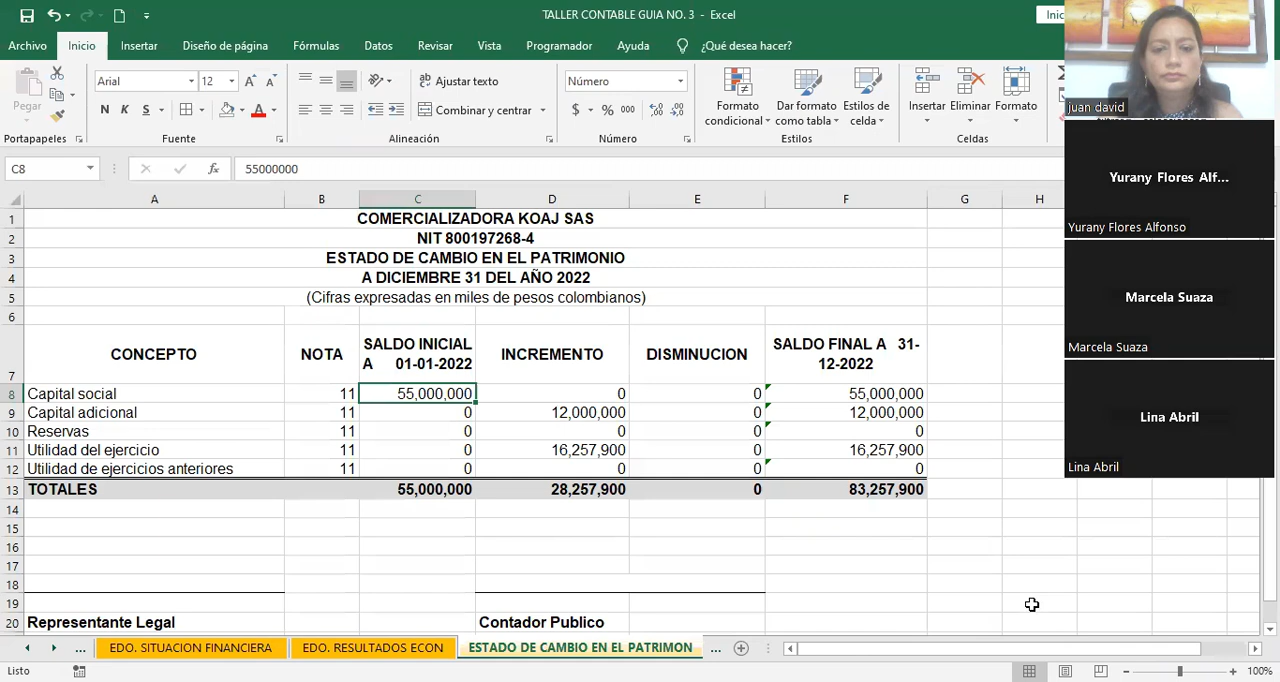 TALLER CONTABLE GUIA NO. 3 - Excel
Inic
Archivo Inicio Insertar Diseño de página Fórmulas Datos Revisar Vista Programador Ayuda ¿Qué desea hacer?
Pegar
Arial 12
N K S
Ajustar texto
Combinar y centrar
Número
$ % 000
Formato condicional
Dar formato como tabla
Estilos de celda
Insertar Eliminar Formato
Portapapeles Fuente Alineación Número Estilos Celdas
C8 fx 55000000
A B C D E F G H
1 COMERCIALIZADORA KOAJ SAS
2 NIT 800197268-4
3 ESTADO DE CAMBIO EN EL PATRIMONIO
4 A DICIEMBRE 31 DEL AÑO 2022
5 (Cifras expresadas en miles de pesos colombianos)
6
7 CONCEPTO NOTA SALDO INICIAL A 01-01-2022 INCREMENTO DISMINUCION SALDO FINAL A 31-12-2022
8 Capital social 11 55,000,000 0 0 55,000,000
9 Capital adicional 11 0 12,000,000 0 12,000,000
10 Reservas 11 0 0 0 0
11 Utilidad del ejercicio 11 0 16,257,900 0 16,257,900
12 Utilidad de ejercicios anteriores 11 0 0 0 0
13 TOTALES 55,000,000 28,257,900 0 83,257,900
14
15
16
17
18
19
20 Representante Legal Contador Publico
... EDO. SITUACION FINANCIERA EDO. RESULTADOS ECON ESTADO DE CAMBIO EN EL PATRIMON ...
Listo 100%
juan david
Yurany Flores Alf...
Yurany Flores Alfonso
Marcela Suaza
Marcela Suaza
Lina Abril
Lina Abril